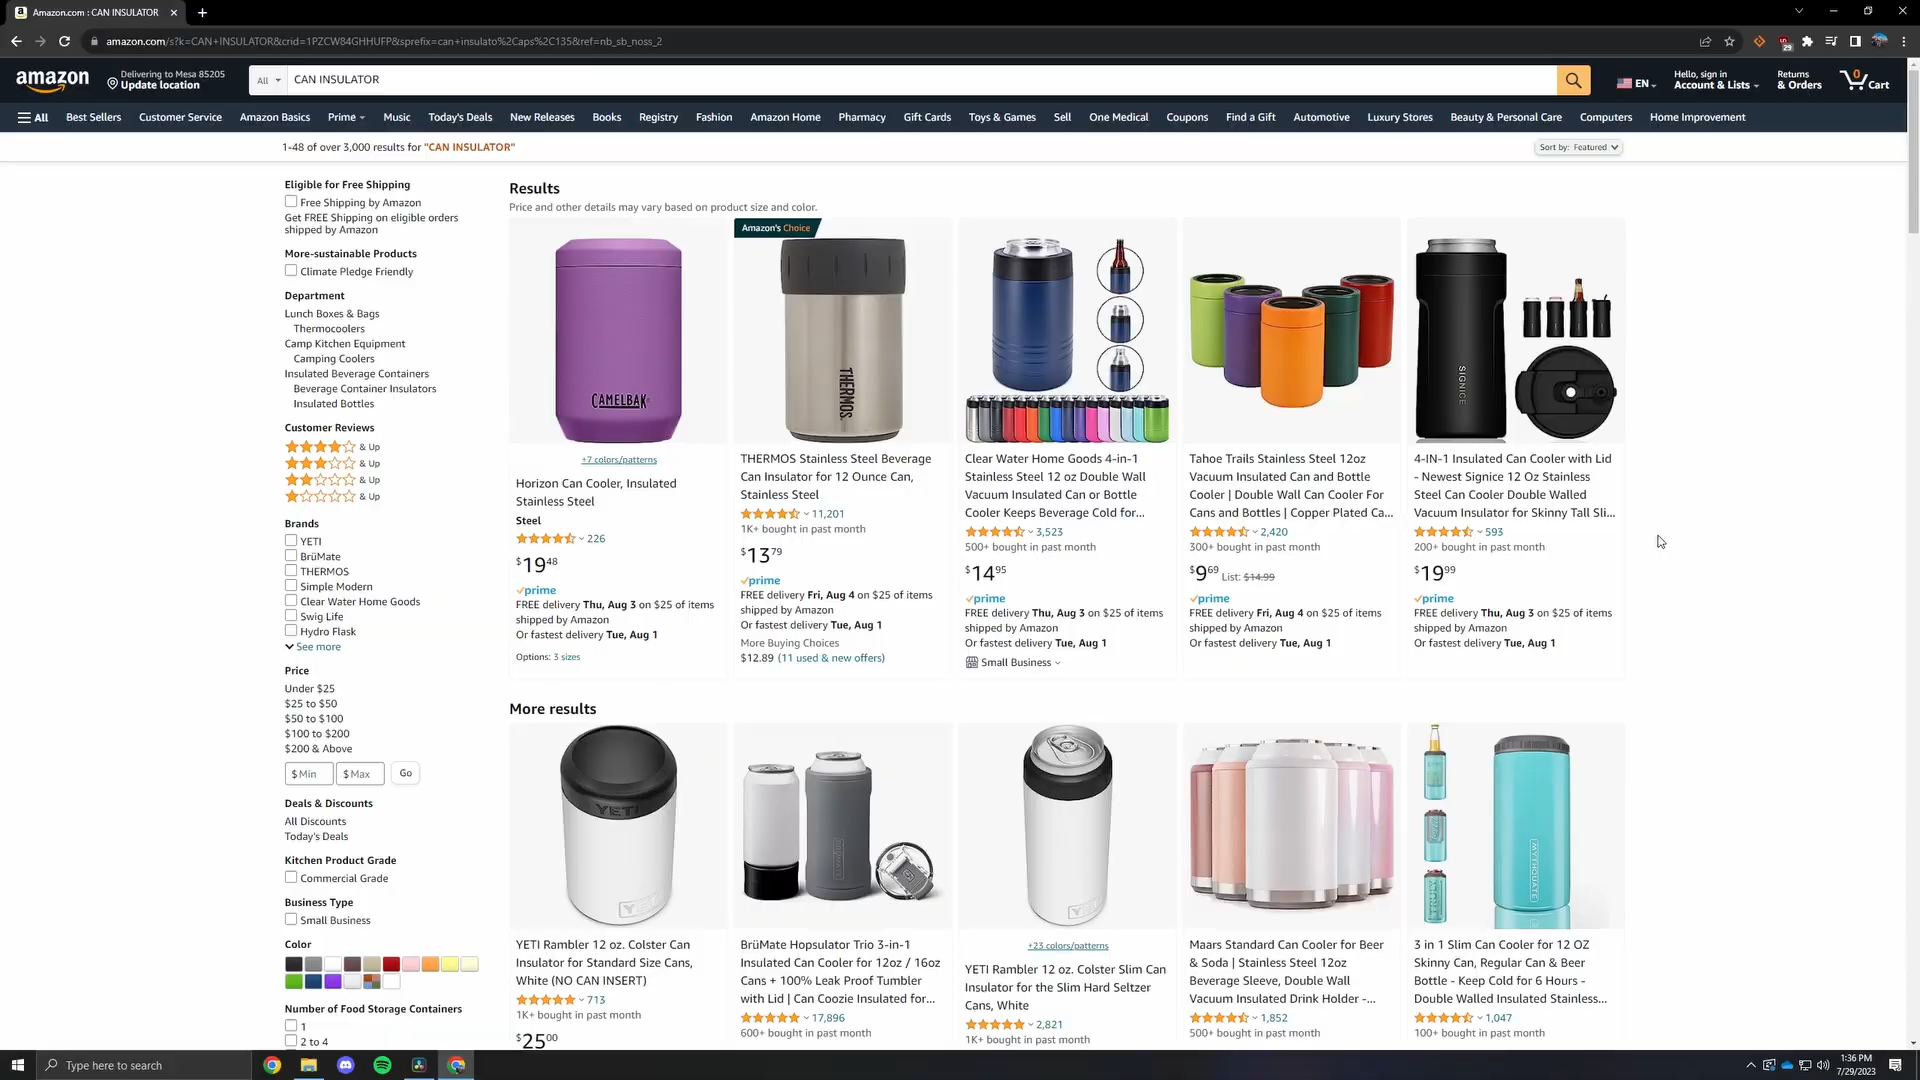 Amazon.com : CAN INSULATOR
amazon.com/s?k=CAN+INSULATOR&crid=1PZCW84GHHUFP&sprefix=can+insulato%2Caps%2C135&ref=nb_sb_noss_2
29
amazon
Delivering to Mesa 85205
Update location
All
CAN INSULATOR
EN
Hello, sign in
Account & Lists
Returns
& Orders
0
Cart
All
Best Sellers
Customer Service
Amazon Basics
Prime
Music
Today's Deals
New Releases
Books
Registry
Fashion
Amazon Home
Pharmacy
Gift Cards
Toys & Games
Sell
One Medical
Coupons
Find a Gift
Automotive
Luxury Stores
Beauty & Personal Care
Computers
Home Improvement
1-48 of over 3,000 results for "CAN INSULATOR"
Sort by: Featured
Eligible for Free Shipping
Free Shipping by Amazon
Get FREE Shipping on eligible orders
shipped by Amazon
More-sustainable Products
Climate Pledge Friendly
Department
Lunch Boxes & Bags
Thermocoolers
Camp Kitchen Equipment
Camping Coolers
Insulated Beverage Containers
Beverage Container Insulators
Insulated Bottles
Customer Reviews
& Up
& Up
& Up
& Up
Brands
YETI
BrüMate
THERMOS
Simple Modern
Clear Water Home Goods
Swig Life
Hydro Flask
See more
Price
Under $25
$25 to $50
$50 to $100
$100 to $200
$200 & Above
$ Min
$ Max
Go
Deals & Discounts
All Discounts
Today's Deals
Kitchen Product Grade
Commercial Grade
Business Type
Small Business
Color
Number of Food Storage Containers
1
2 to 4
Results
Price and other details may vary based on product size and color.
CAMELBAK
+7 colors/patterns
Horizon Can Cooler, Insulated
Stainless Steel
Steel
226
$19 48
prime
FREE delivery Thu, Aug 3 on $25 of items
shipped by Amazon
Or fastest delivery Tue, Aug 1
Options: 3 sizes
Amazon's Choice
THERMOS
THERMOS Stainless Steel Beverage
Can Insulator for 12 Ounce Can,
Stainless Steel
11,201
1K+ bought in past month
$13 79
prime
FREE delivery Fri, Aug 4 on $25 of items
shipped by Amazon
Or fastest delivery Tue, Aug 1
More Buying Choices
$12.89 (11 used & new offers)
Clear Water Home Goods 4-in-1
Stainless Steel 12 oz Double Wall
Vacuum Insulated Can or Bottle
Cooler Keeps Beverage Cold for...
3,523
500+ bought in past month
$14 95
prime
FREE delivery Thu, Aug 3 on $25 of items
shipped by Amazon
Or fastest delivery Tue, Aug 1
Small Business
Tahoe Trails Stainless Steel 12oz
Vacuum Insulated Can and Bottle
Cooler | Double Wall Can Cooler For
Cans and Bottles | Copper Plated Ca...
2,420
300+ bought in past month
$9 69 List: $14.99
prime
FREE delivery Fri, Aug 4 on $25 of items
shipped by Amazon
Or fastest delivery Tue, Aug 1
SIGNICE
4-IN-1 Insulated Can Cooler with Lid
- Newest Signice 12 Oz Stainless
Steel Can Cooler Double Walled
Vacuum Insulator for Skinny Tall Sli...
593
200+ bought in past month
$19 99
prime
FREE delivery Thu, Aug 3 on $25 of items
shipped by Amazon
Or fastest delivery Tue, Aug 1
More results
YETI
YETI
YETI Rambler 12 oz. Colster Can
Insulator for Standard Size Cans,
White (NO CAN INSERT)
713
1K+ bought in past month
$25 00
BrüMate Hopsulator Trio 3-in-1
Insulated Can Cooler for 12oz / 16oz
Cans + 100% Leak Proof Tumbler
with Lid | Can Coozie Insulated for...
17,896
600+ bought in past month
YETI
+23 colors/patterns
YETI Rambler 12 oz. Colster Slim Can
Insulator for the Slim Hard Seltzer
Cans, White
2,821
1K+ bought in past month
Maars Standard Can Cooler for Beer
& Soda | Stainless Steel 12oz
Beverage Sleeve, Double Wall
Vacuum Insulated Drink Holder -...
1,852
500+ bought in past month
TRULY
3 in 1 Slim Can Cooler for 12 OZ
Skinny Can, Regular Can & Beer
Bottle - Keep Cold for 6 Hours -
Double Walled Insulated Stainless...
1,047
100+ bought in past month
Type here to search
1:36 PM
7/29/2023